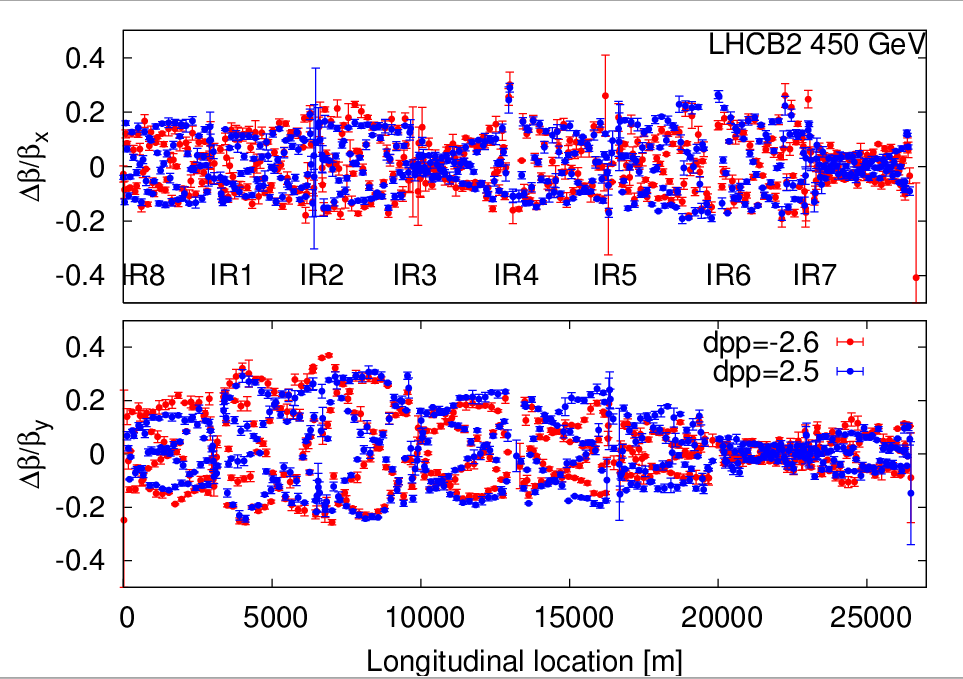 LHCB2 450 GeV
0.4
0.2
0
-0.2
-0.4
Δβ/βx
IR8 IR1 IR2 IR3 IR4 IR5 IR6 IR7
dpp=-2.6
dpp=2.5
0.4
0.2
0
-0.2
-0.4
Δβ/βy
0 5000 10000 15000 20000 25000
Longitudinal location [m]